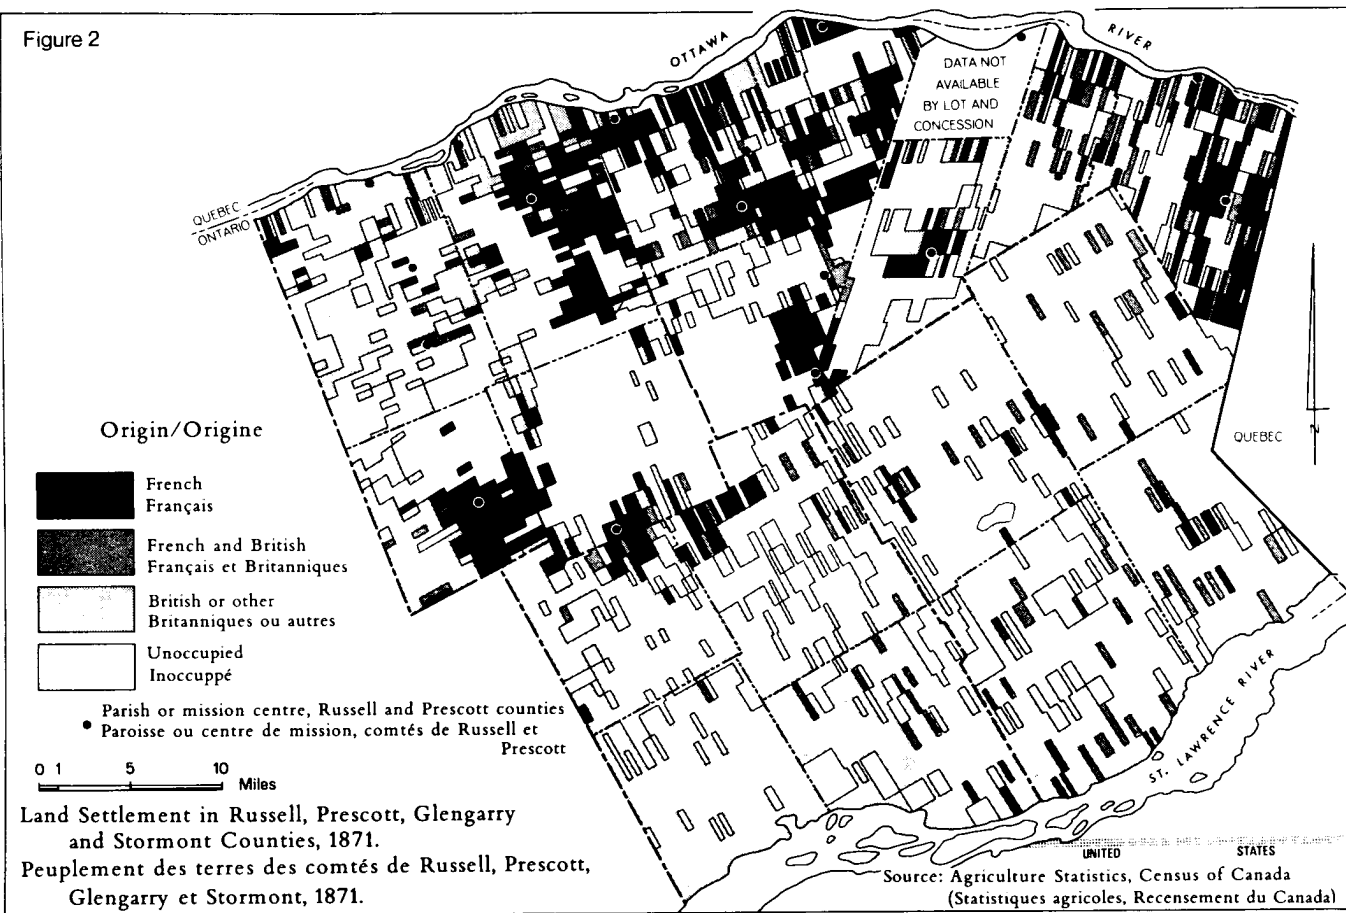 Figure 2
OTTAWA
RIVER
DATA NOT
AVAILABLE
BY LOT AND
CONCESSION
QUEBEC
ONTARIO
Origin/Origine
French
Français
French and British
Français et Britanniques
British or other
Britanniques ou autres
Unoccupied
Inoccuppé
Parish or mission centre, Russell and Prescott counties
Paroisse ou centre de mission, comtés de Russell et
Prescott
0 1 5 10
Miles
N
QUEBEC
ST. LAWRENCE RIVER
Land Settlement in Russell, Prescott, Glengarry
and Stormont Counties, 1871.
Peuplement des terres des comtés de Russell, Prescott,
Glengarry et Stormont, 1871.
UNITED STATES
Source: Agriculture Statistics, Census of Canada
(Statistiques agricoles, Recensement du Canada)